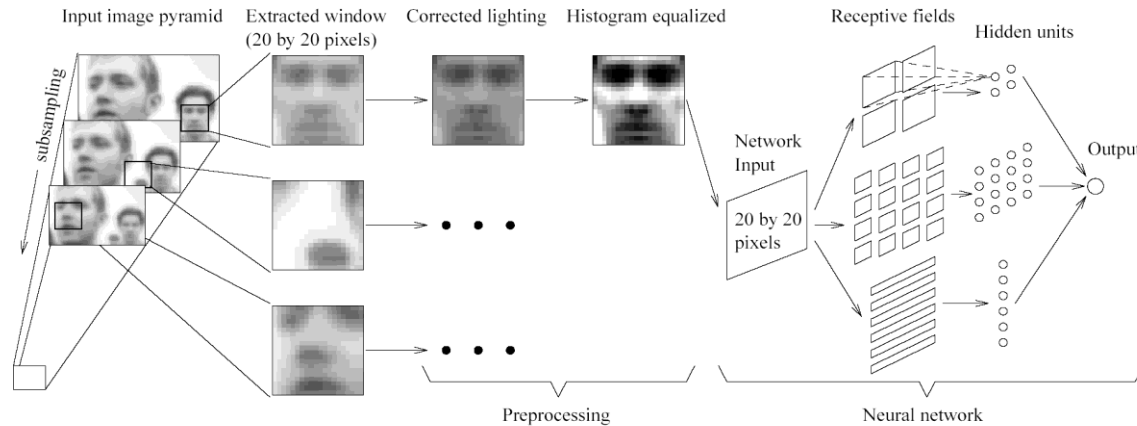 Input image pyramid
Extracted window
(20 by 20 pixels)
Corrected lighting
Histogram equalized
Receptive fields
Hidden units
subsampling
Network
Input
Output
20 by 20
pixels
Preprocessing
Neural network